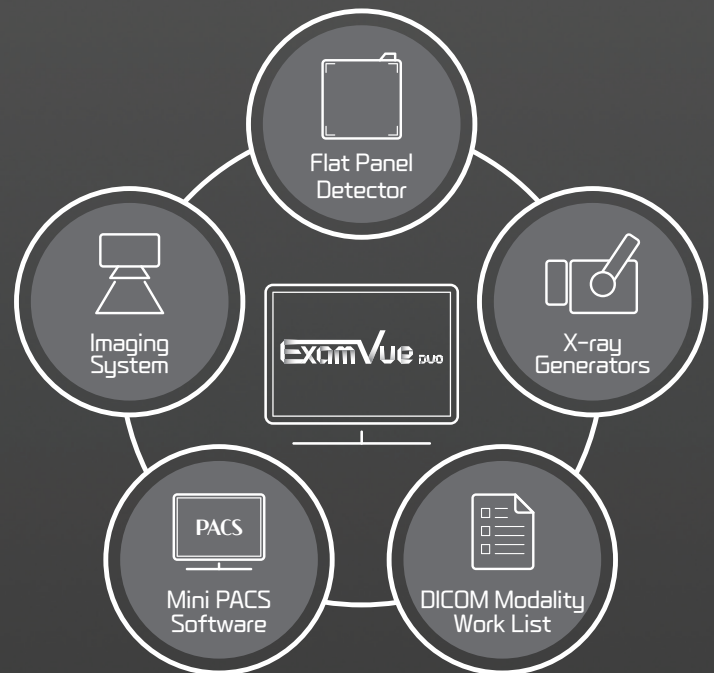 Flat Panel
Detector
Imaging
System
ExamVue DUO
X-ray
Generators
PACS
Mini PACS
Software
DICOM Modality
Work List